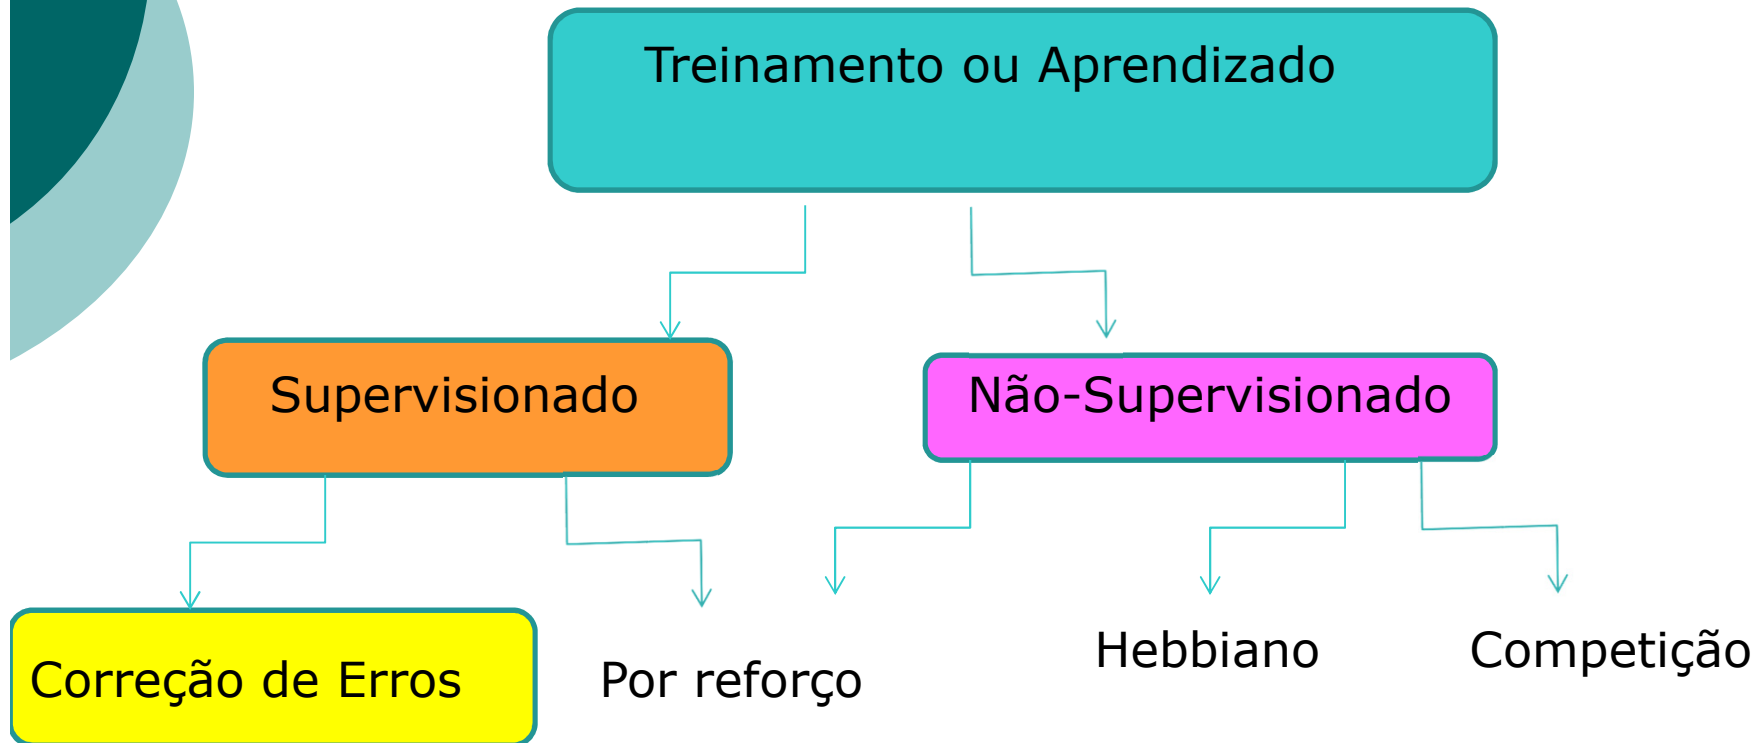 Treinamento ou Aprendizado
Supervisionado
Não-Supervisionado
Correção de Erros
Por reforço
Hebbiano
Competição